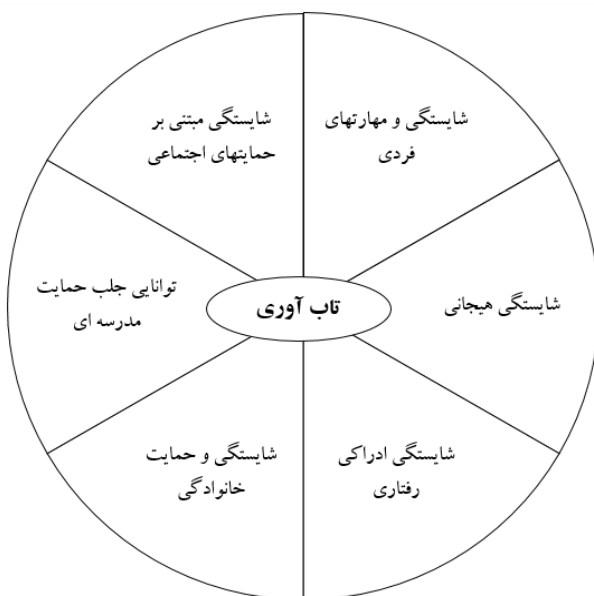 شایستگی و مهارتهای
فردی
شایستگی مبتنی بر
حمایتهای اجتماعی
شایستگی هیجانی
تاب آوری
توانایی جلب حمایت
مدرسه ای
شایستگی ادراکی
رفتاری
شایستگی و حمایت
خانوادگی